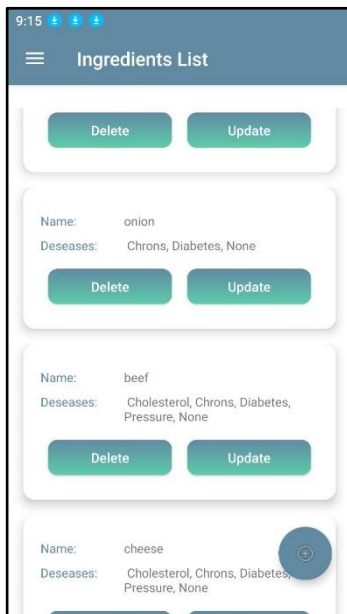 9:15
Ingredients List
Delete Update
Name: onion
Deseases: Chrons, Diabetes, None
Delete Update
Name: beef
Deseases: Cholesterol, Chrons, Diabetes,
Pressure, None
Delete Update
Name: cheese
Deseases: Cholesterol, Chrons, Diabetes,
Pressure, None